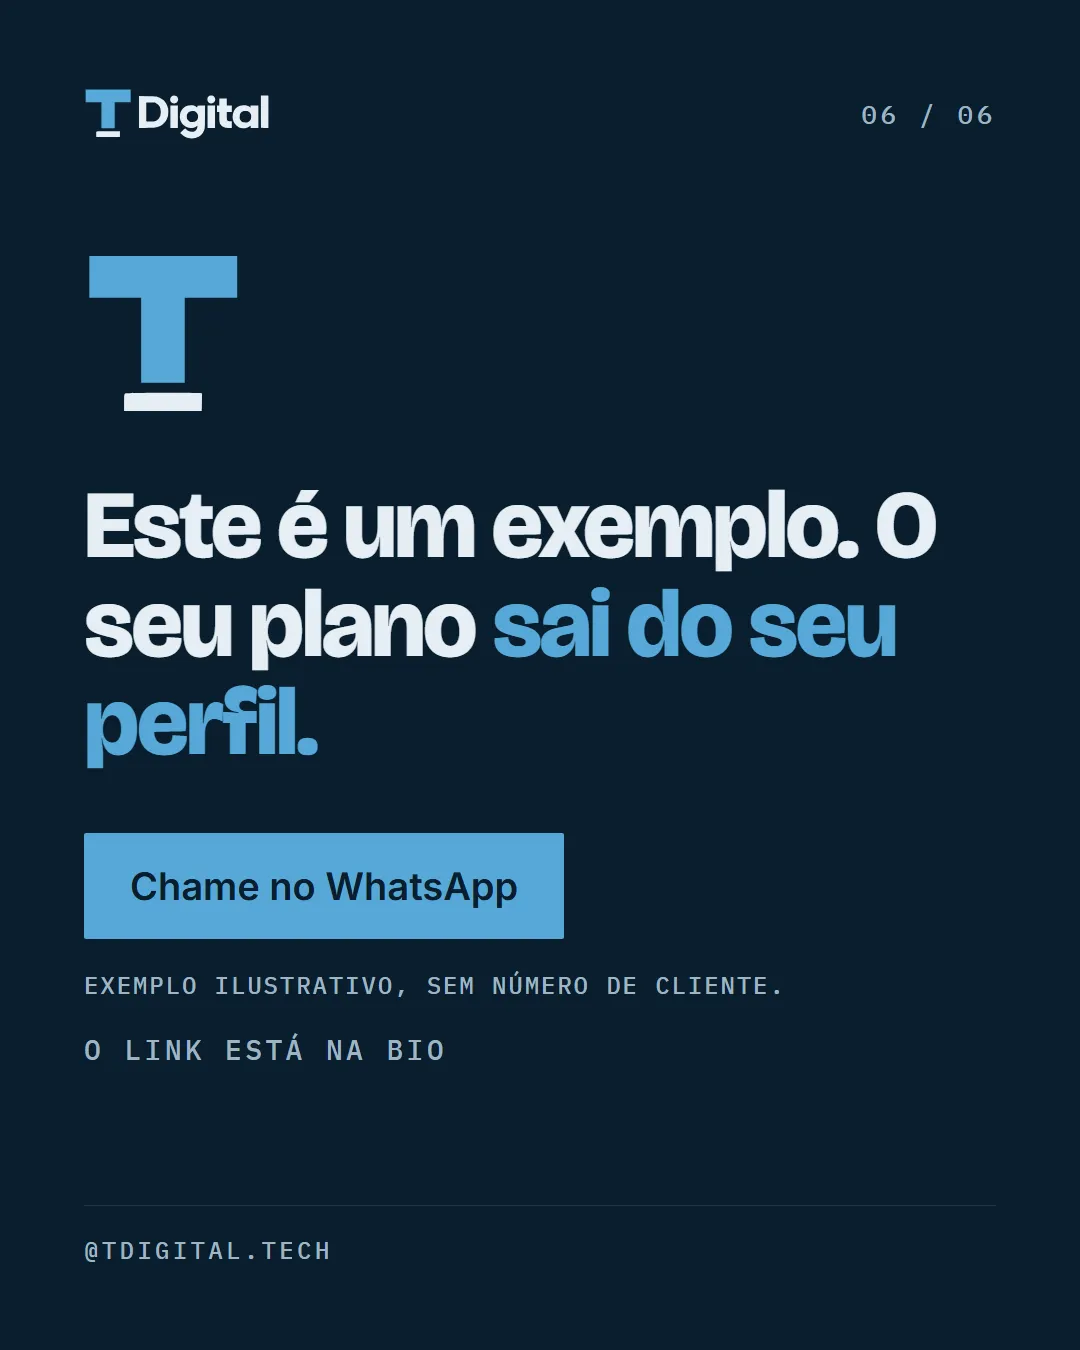 T Digital
06 / 06
T
Este é um exemplo. O
seu plano sai do seu
perfil.
Chame no WhatsApp
EXEMPLO ILUSTRATIVO, SEM NÚMERO DE CLIENTE.
O LINK ESTÁ NA BIO
@TDIGITAL.TECH